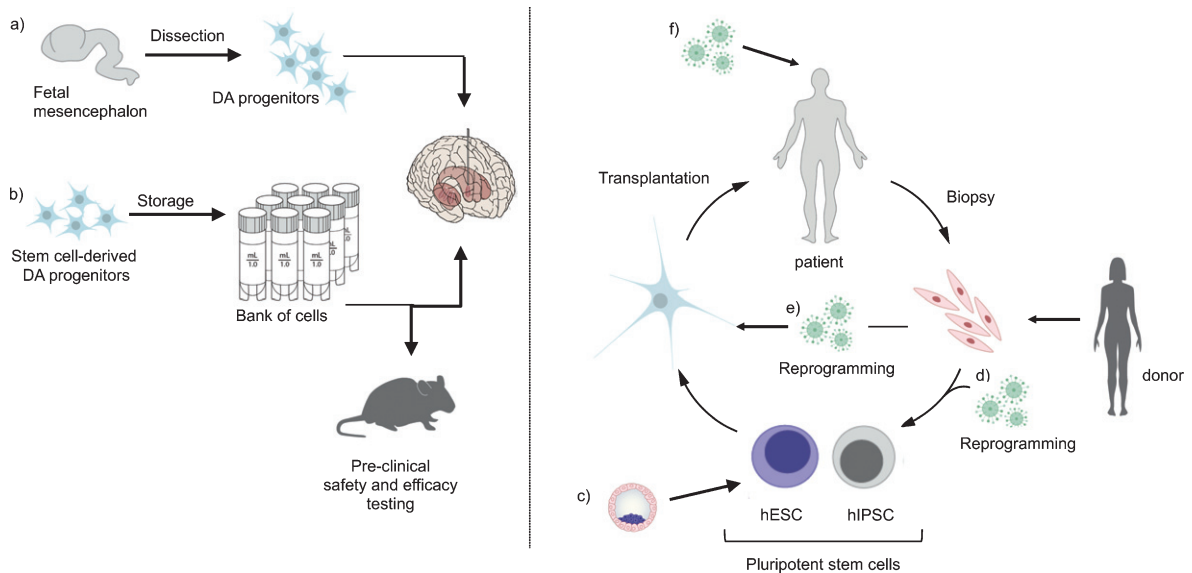 a)
Dissection
Fetal
mesencephalon
DA progenitors
b)
Storage
Stem cell-derived
DA progenitors
mL
1.0
mL
1.0
mL
1.0
Bank of cells
Pre-clinical
safety and efficacy
testing
f)
Transplantation
Biopsy
patient
e)
Reprogramming
donor
d)
Reprogramming
c)
hESC
hIPSC
Pluripotent stem cells